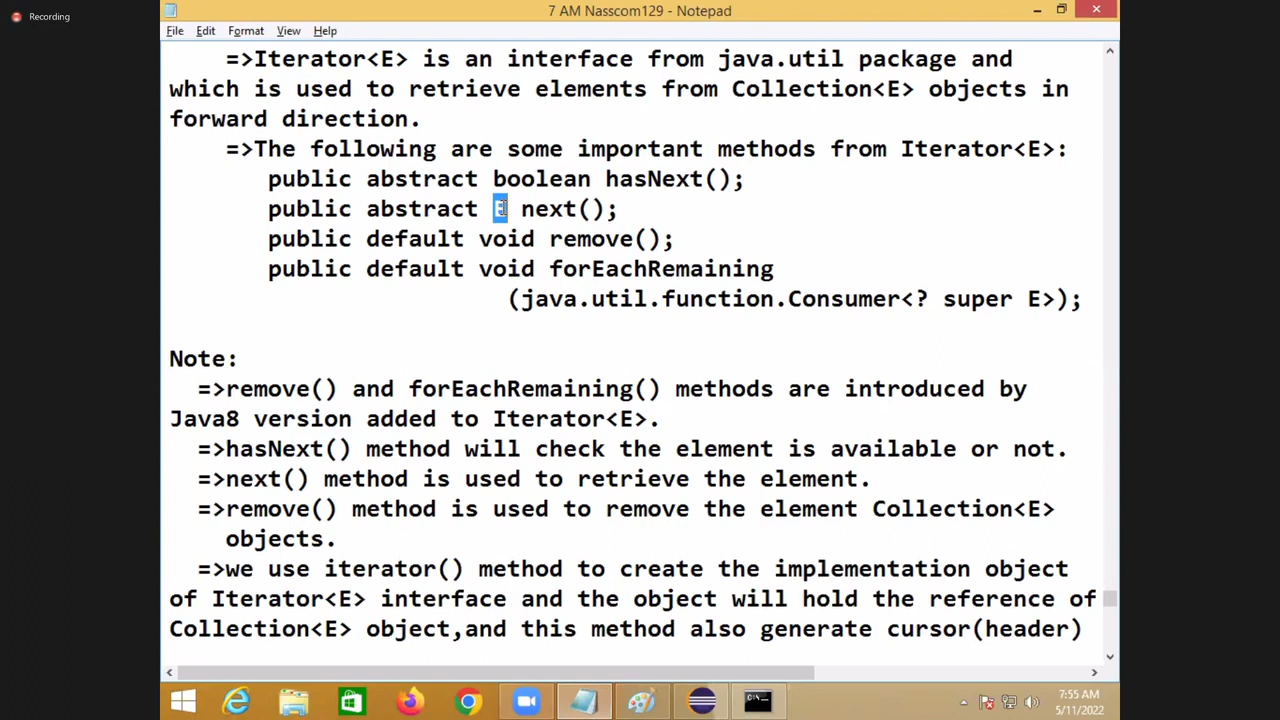 Recording
7 AM Nasscom129 - Notepad
File Edit Format View Help
=>Iterator<E> is an interface from java.util package and
which is used to retrieve elements from Collection<E> objects in
forward direction.
=>The following are some important methods from Iterator<E>:
public abstract boolean hasNext();
public abstract E next();
public default void remove();
public default void forEachRemaining
(java.util.function.Consumer<? super E>);
Note:
=>remove() and forEachRemaining() methods are introduced by
Java8 version added to Iterator<E>.
=>hasNext() method will check the element is available or not.
=>next() method is used to retrieve the element.
=>remove() method is used to remove the element Collection<E>
objects.
=>we use iterator() method to create the implementation object
of Iterator<E> interface and the object will hold the reference of
Collection<E> object,and this method also generate cursor(header)
7:55 AM
5/11/2022